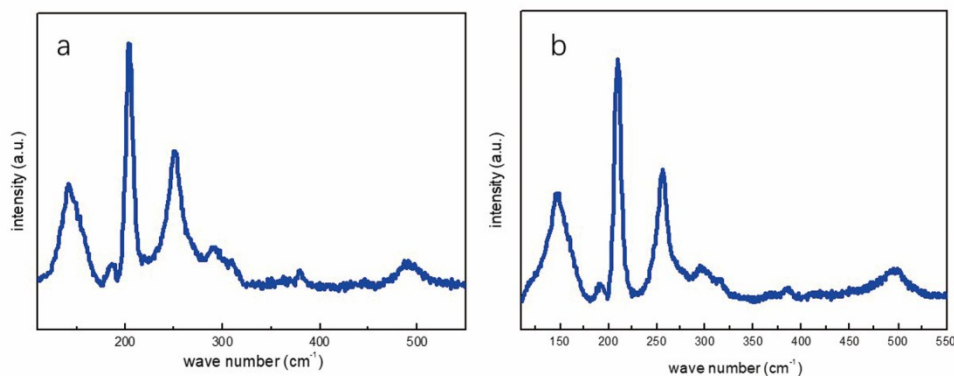 a
intensity (a.u.)
200 300 400 500
wave number (cm⁻¹)
b
intensity (a.u.)
150 200 250 300 350 400 450 500 550
wave number (cm⁻¹)